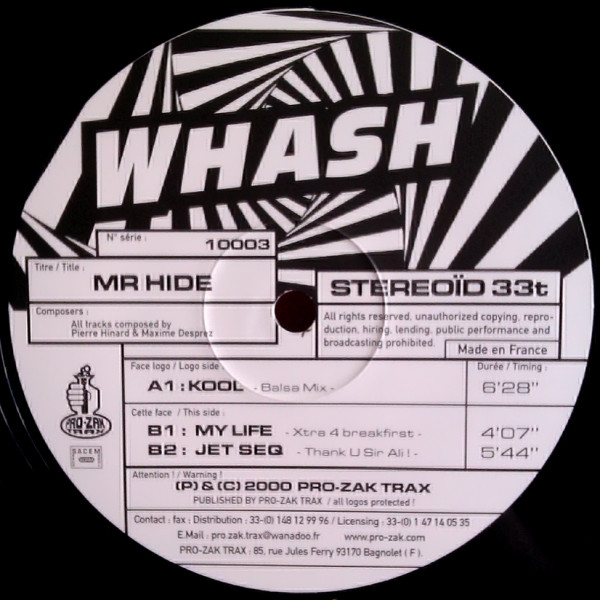 WHASH
N° série :
10003
Titre / Title :
MR HIDE
STEREOÏD 33t
Composers :
All tracks composed by
Pierre Hinard & Maxime Desprez
All rights reserved, unauthorized copying, repro-
duction, hiring, lending, public performance and
broadcasting prohibited.
Made en France
Face logo / Logo side :
Durée / Timing :
A1 : KOOL - Balsa Mix -
6'28"
Cette face / This side :
B1 : MY LIFE - Xtra 4 breakfirst -
4'07"
B2 : JET SEQ - Thank U Sir Ali ! -
5'44"
PRO-ZAK
TRAX
SACEM
Attention ! / Warning !
(P) & (C) 2000 PRO-ZAK TRAX
PUBLISHED BY PRO-ZAK TRAX / all logos protected !
Contact : fax : Distribution : 33-(0) 148 12 99 96 / Licensing : 33-(0) 1 47 14 05 35
E.Mail : pro.zak.trax@wanadoo.fr www.pro-zak.com
PRO-ZAK TRAX : 85, rue Jules Ferry 93170 Bagnolet ( F ).